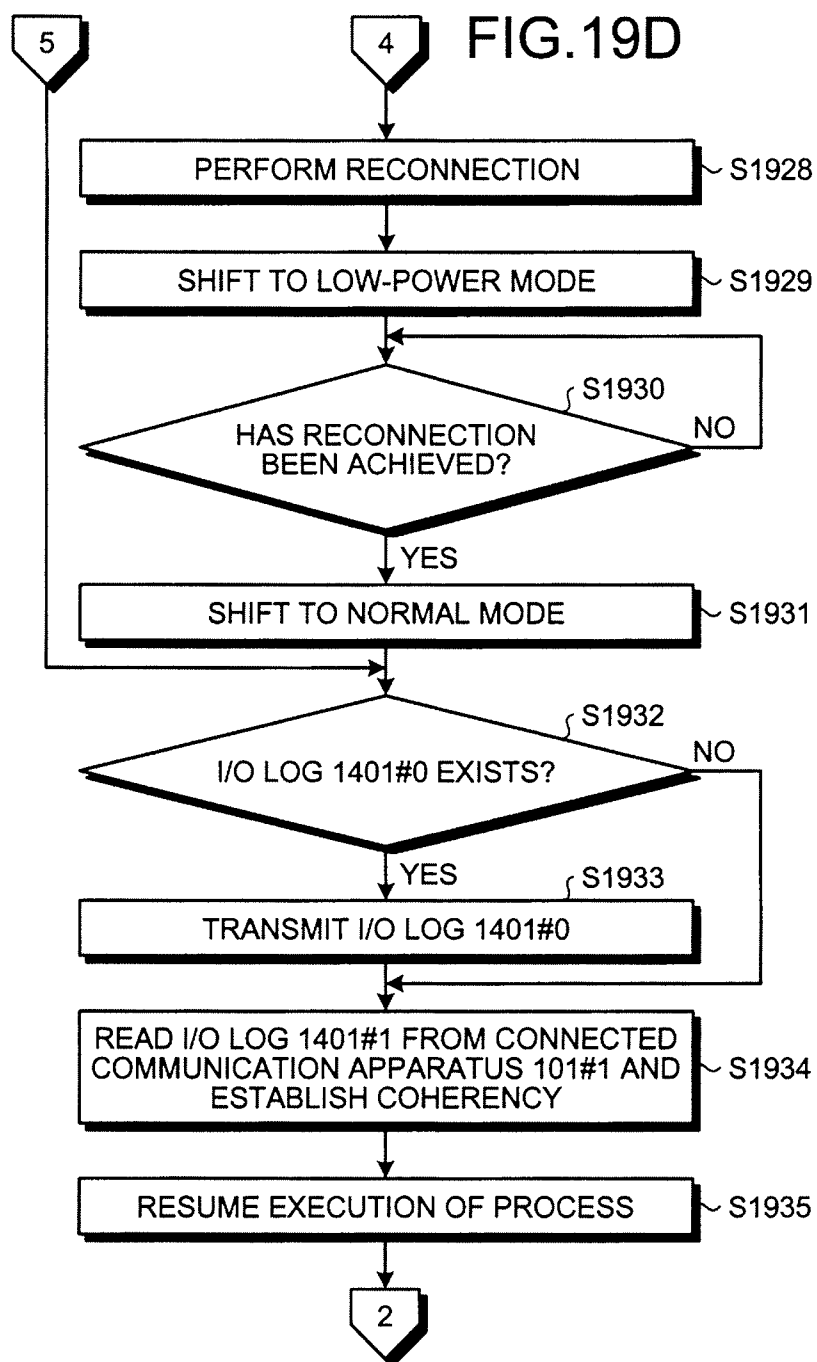 5
4
FIG.19D
PERFORM RECONNECTION
S1928
SHIFT TO LOW-POWER MODE
S1929
S1930
HAS RECONNECTION
BEEN ACHIEVED?
NO
YES
SHIFT TO NORMAL MODE
S1931
S1932
I/O LOG 1401#0 EXISTS?
NO
YES
S1933
TRANSMIT I/O LOG 1401#0
READ I/O LOG 1401#1 FROM CONNECTED
COMMUNICATION APPARATUS 101#1 AND
ESTABLISH COHERENCY
S1934
RESUME EXECUTION OF PROCESS
S1935
2